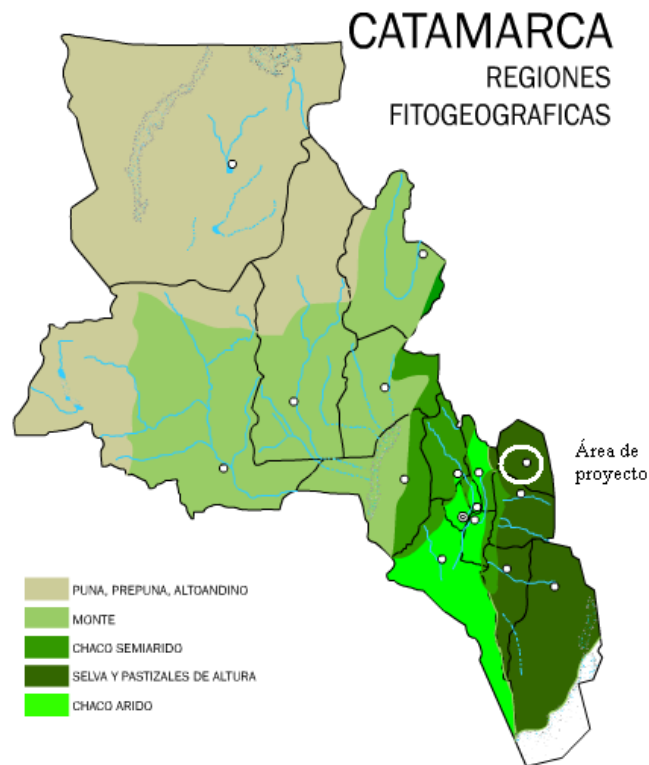 CATAMARCA
REGIONES
FITOGEOGRAFICAS
Área de
proyecto
PUNA, PREPUNA, ALTOANDINO
MONTE
CHACO SEMIARIDO
SELVA Y PASTIZALES DE ALTURA
CHACO ARIDO